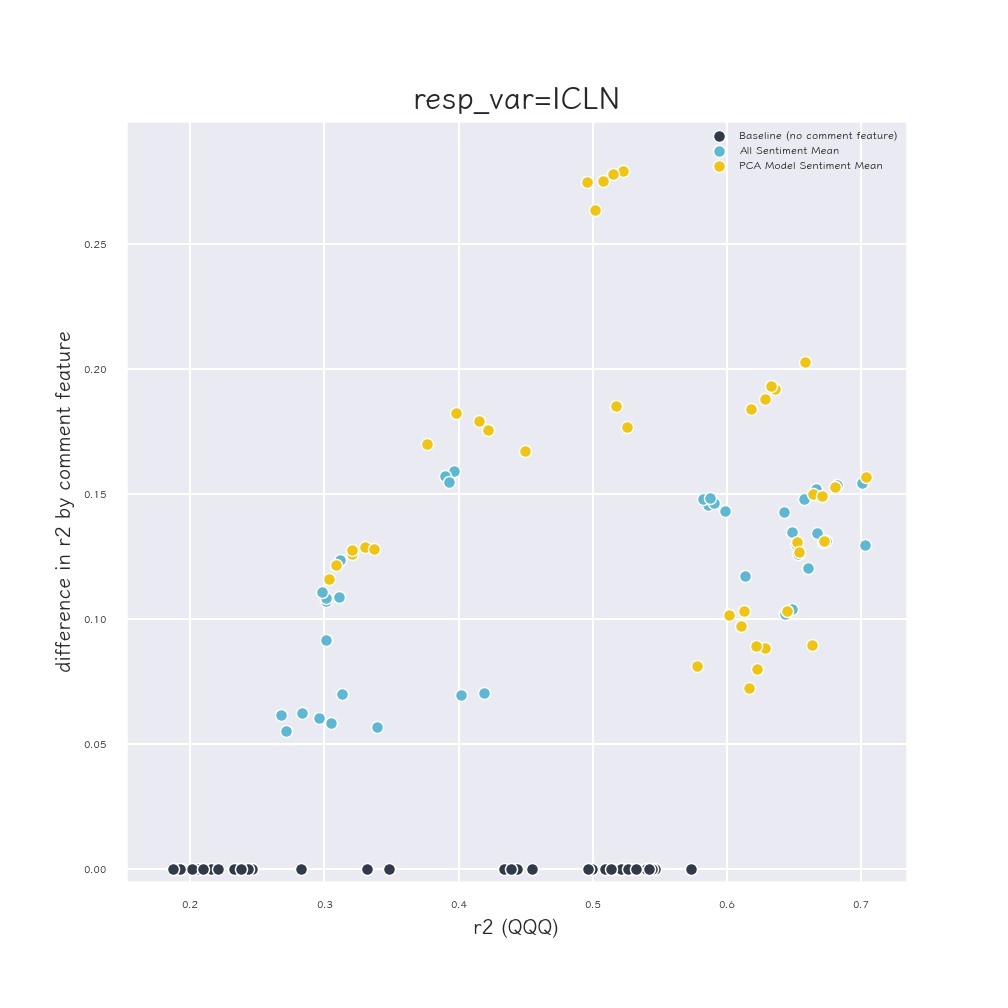 resp_var=ICLN
Baseline (no comment feature)
All Sentiment Mean
PCA Model Sentiment Mean
difference in r2 by comment feature
0.25
0.20
0.15
0.10
0.05
0.00
0.2 0.3 0.4 0.5 0.6 0.7
r2 (QQQ)